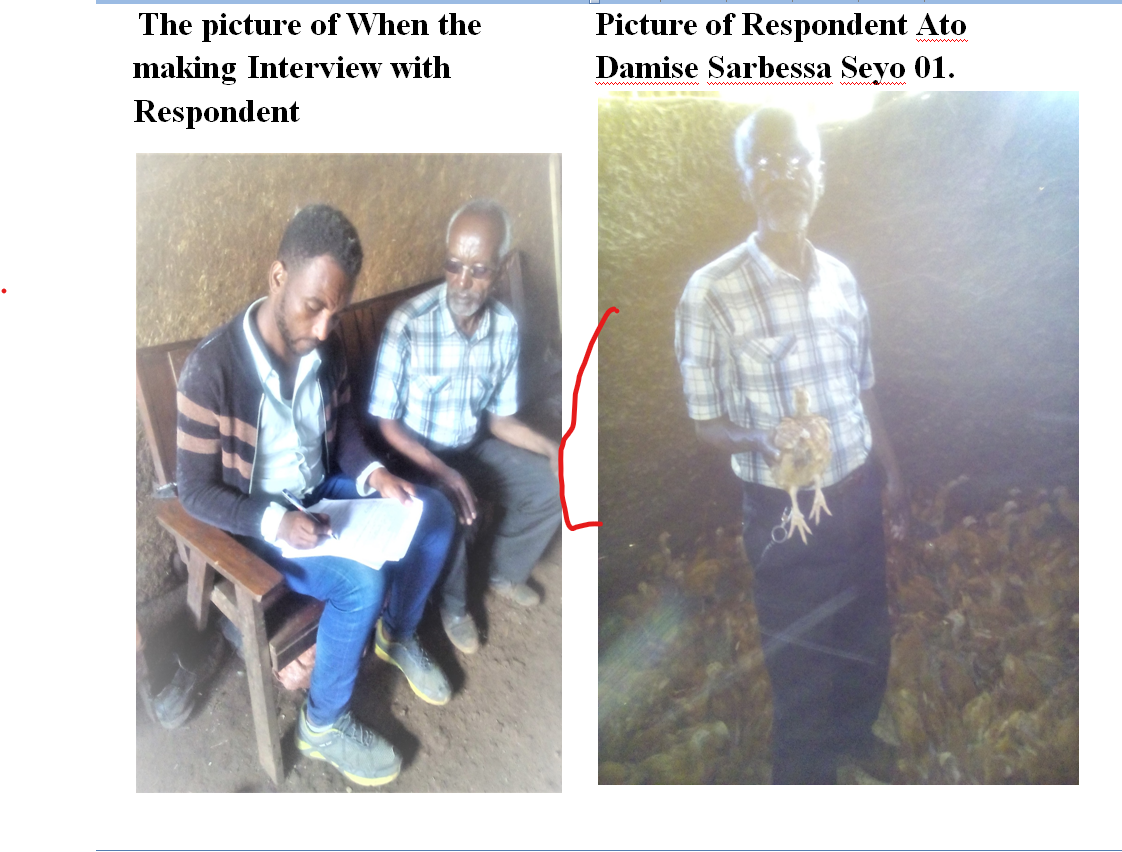 The picture of When the
making Interview with
Respondent
Picture of Respondent Ato
Damise Sarbessa Seyo 01.